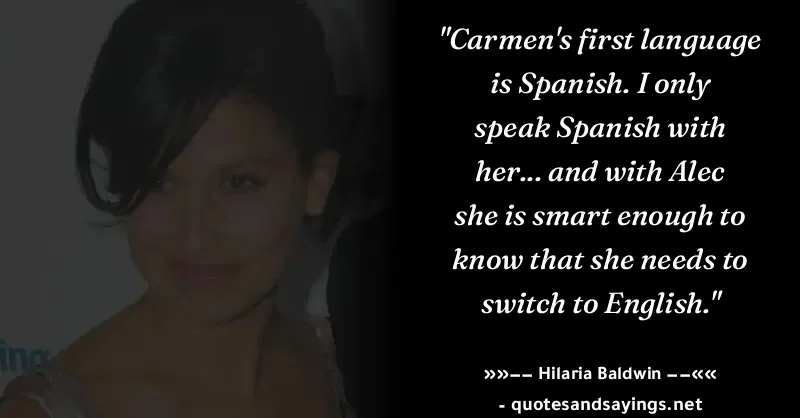 "Carmen's first language
is Spanish. I only
speak Spanish with
her... and with Alec
she is smart enough to
know that she needs to
switch to English."
»»–– Hilaria Baldwin ––««
- quotesandsayings.net
ing